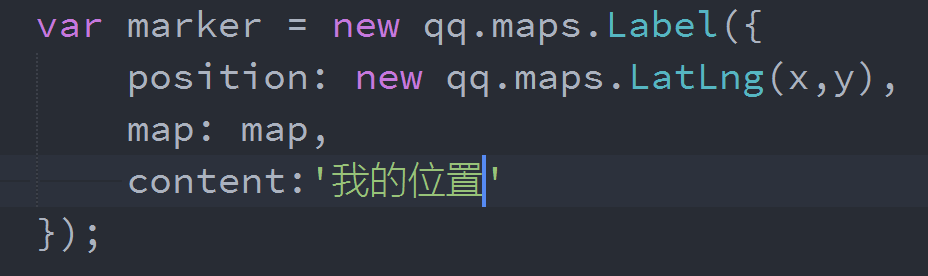 var marker = new qq.maps.Label({
position: new qq.maps.LatLng(x,y),
map: map,
content:'我的位置'
});